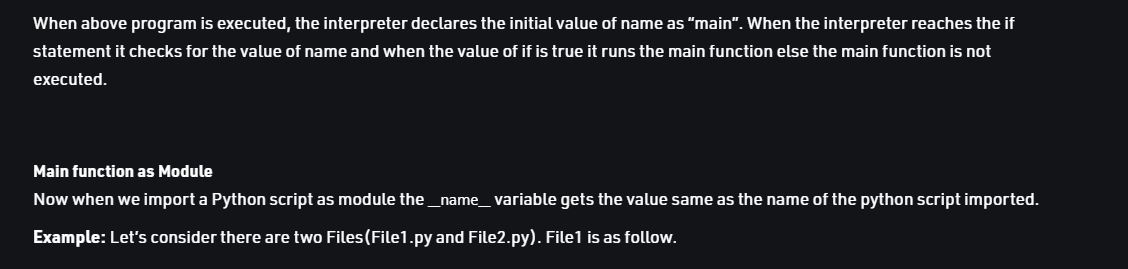 When above program is executed, the interpreter declares the initial value of name as “main”. When the interpreter reaches the if
statement it checks for the value of name and when the value of if is true it runs the main function else the main function is not
executed.
Main function as Module
Now when we import a Python script as module the __name__ variable gets the value same as the name of the python script imported.
Example: Let’s consider there are two Files(File1.py and File2.py). File1 is as follow.